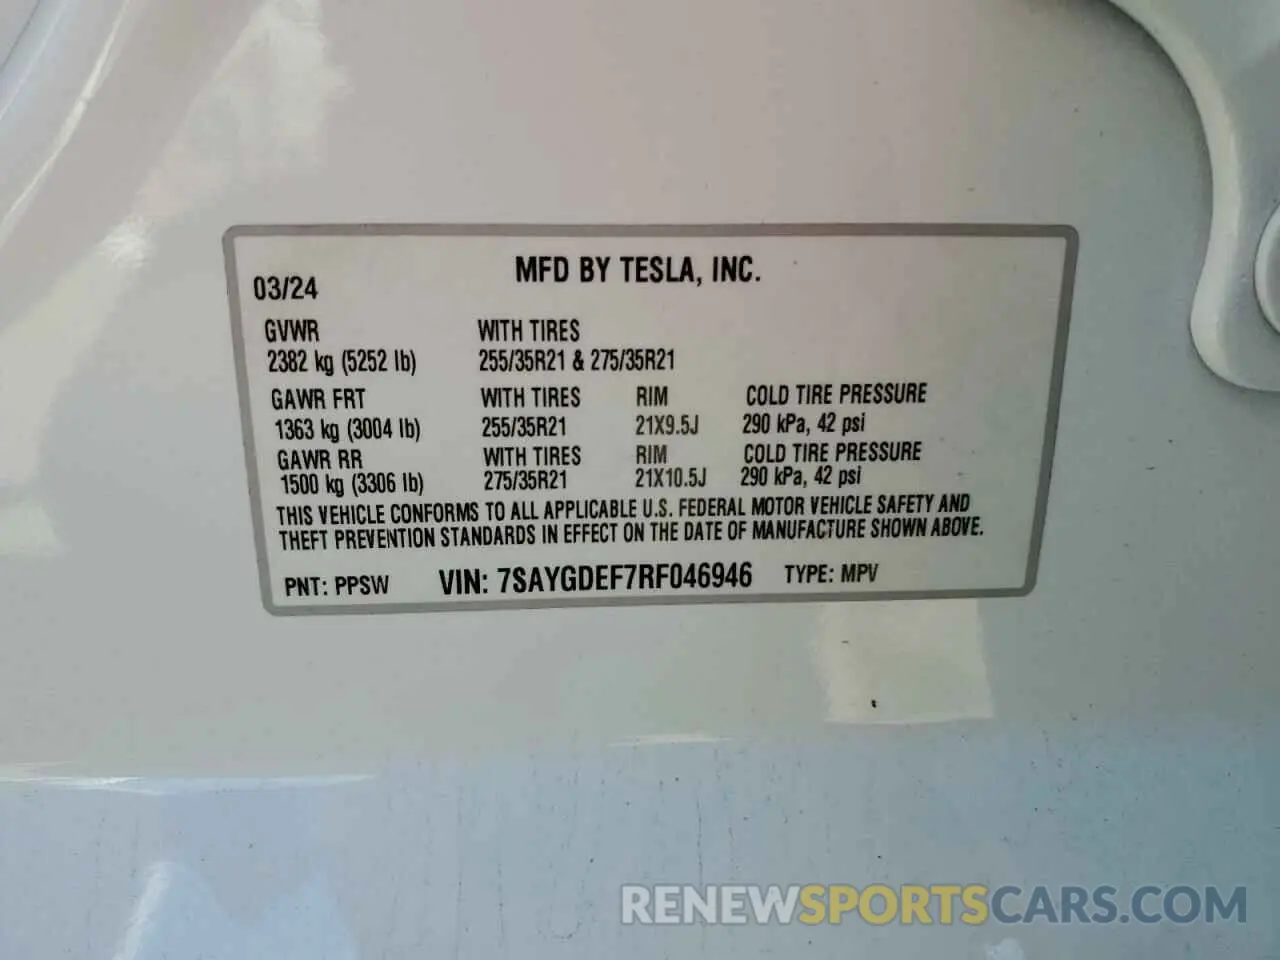 MFD BY TESLA, INC.
03/24
GVWR WITH TIRES
2382 kg (5252 lb) 255/35R21 & 275/35R21
GAWR FRT WITH TIRES RIM COLD TIRE PRESSURE
1363 kg (3004 lb) 255/35R21 21X9.5J 290 kPa, 42 psi
GAWR RR WITH TIRES RIM COLD TIRE PRESSURE
1500 kg (3306 lb) 275/35R21 21X10.5J 290 kPa, 42 psi
THIS VEHICLE CONFORMS TO ALL APPLICABLE U.S. FEDERAL MOTOR VEHICLE SAFETY AND
THEFT PREVENTION STANDARDS IN EFFECT ON THE DATE OF MANUFACTURE SHOWN ABOVE.
PNT: PPSW VIN: 7SAYGDEF7RF046946 TYPE: MPV
RENEWSPORTSCARS.COM